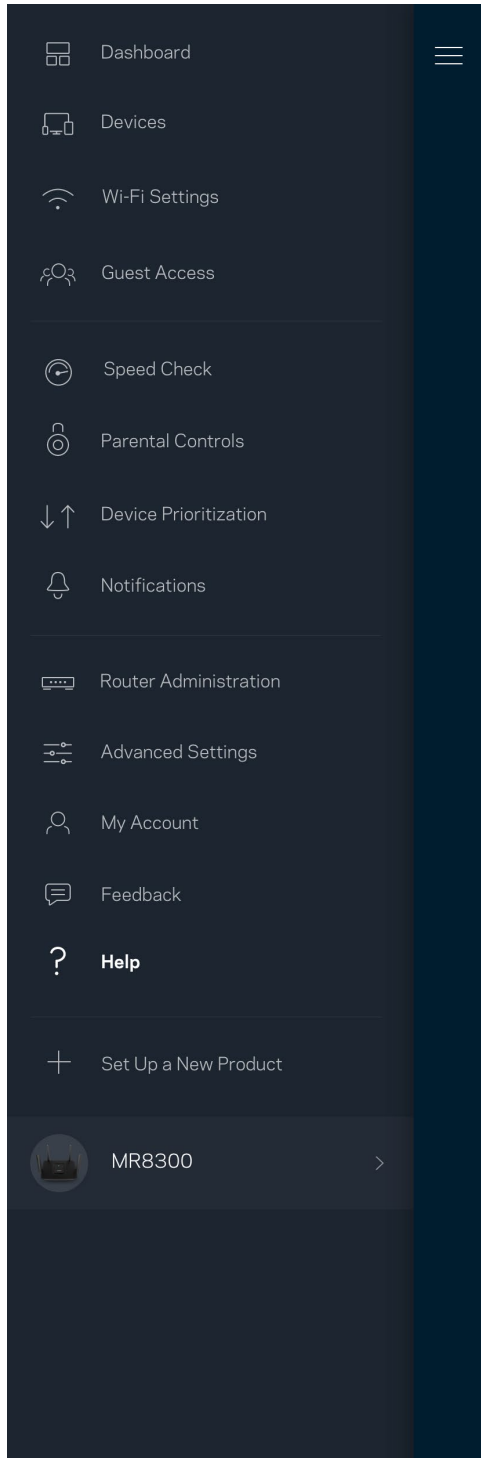 Dashboard
Devices
Wi-Fi Settings
Guest Access
Speed Check
Parental Controls
Device Prioritization
Notifications
Router Administration
Advanced Settings
My Account
Feedback
? Help
Set Up a New Product
MR8300